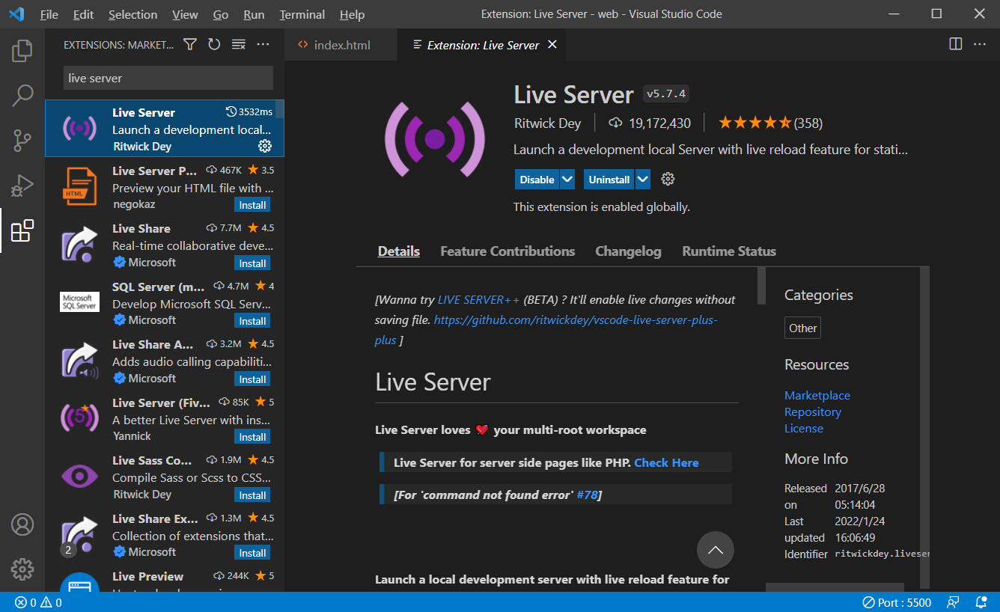 File Edit Selection View Go Run Terminal Help
Extension: Live Server - web - Visual Studio Code
EXTENSIONS: MARKET...
live server
Live Server 3532ms
Launch a development local...
Ritwick Dey
Live Server P... 467K 3.5
Preview your HTML file with ...
negokaz Install
HTML
Live Share 7.7M 4.5
Real-time collaborative deve...
Microsoft Install
Microsoft
SQL Server
SQL Server (m... 4.7M 4
Develop Microsoft SQL Serv...
Microsoft Install
Live Share A... 3.2M 4.5
Adds audio calling capabiliti...
Microsoft Install
5
Live Server (Fiv... 85K 5
A better Live Server with ins...
Yannick Install
Live Sass Co... 1.9M 4.5
Compile Sass or Scss to CSS...
Ritwick Dey Install
Live Share Ex... 1.3M 4.5
Collection of extensions that...
Microsoft Install
2
Live Preview 244K 5
index.html
Extension: Live Server
Live Server v5.7.4
Ritwick Dey 19,172,430 (358)
Launch a development local Server with live reload feature for stati...
Disable Uninstall
This extension is enabled globally.
Details Feature Contributions Changelog Runtime Status
[Wanna try LIVE SERVER++ (BETA) ? It'll enable live changes without
saving file. https://github.com/ritwickdey/vscode-live-server-plus-
plus ]
Live Server
Live Server loves ❤️ your multi-root workspace
Live Server for server side pages like PHP. Check Here
[For 'command not found error' #78]
Launch a local development server with live reload feature for
Categories
Other
Resources
Marketplace
Repository
License
More Info
Released 2017/6/28
on 05:14:04
Last 2022/1/24
updated 16:06:49
Identifier ritwickdey.liveser
0 0
Port : 5500